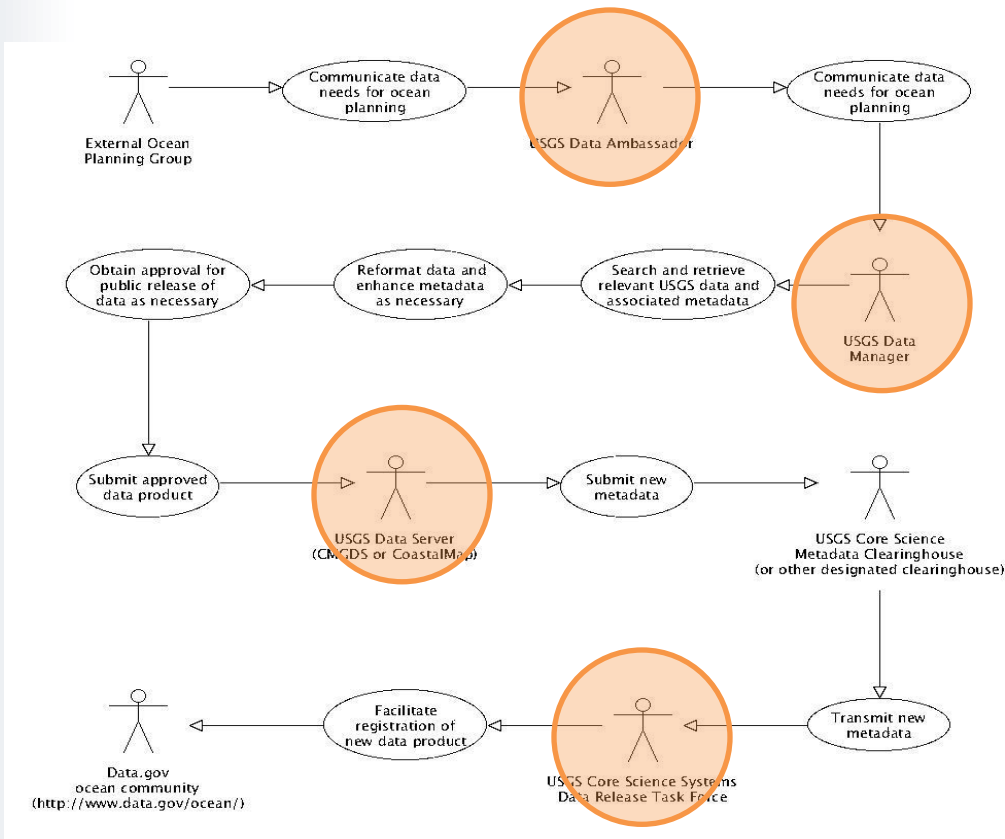 Communicate data
needs for ocean
planning
Communicate data
needs for ocean
planning
External Ocean
Planning Group
USGS Data Ambassador
Obtain approval for
public release of
data as necessary
Reformat data and
enhance metadata
as necessary
Search and retrieve
relevant USGS data and
associated metadata
USGS Data
Manager
Submit approved
data product
USGS Data Server
(CMGDS or CoastalMap)
Submit new
metadata
USGS Core Science
Metadata Clearinghouse
(or other designated clearinghouse)
Data.gov
ocean community
(http://www.data.gov/ocean/)
Facilitate
registration of
new data product
USGS Core Science Systems
Data Release Task Force
Transmit new
metadata